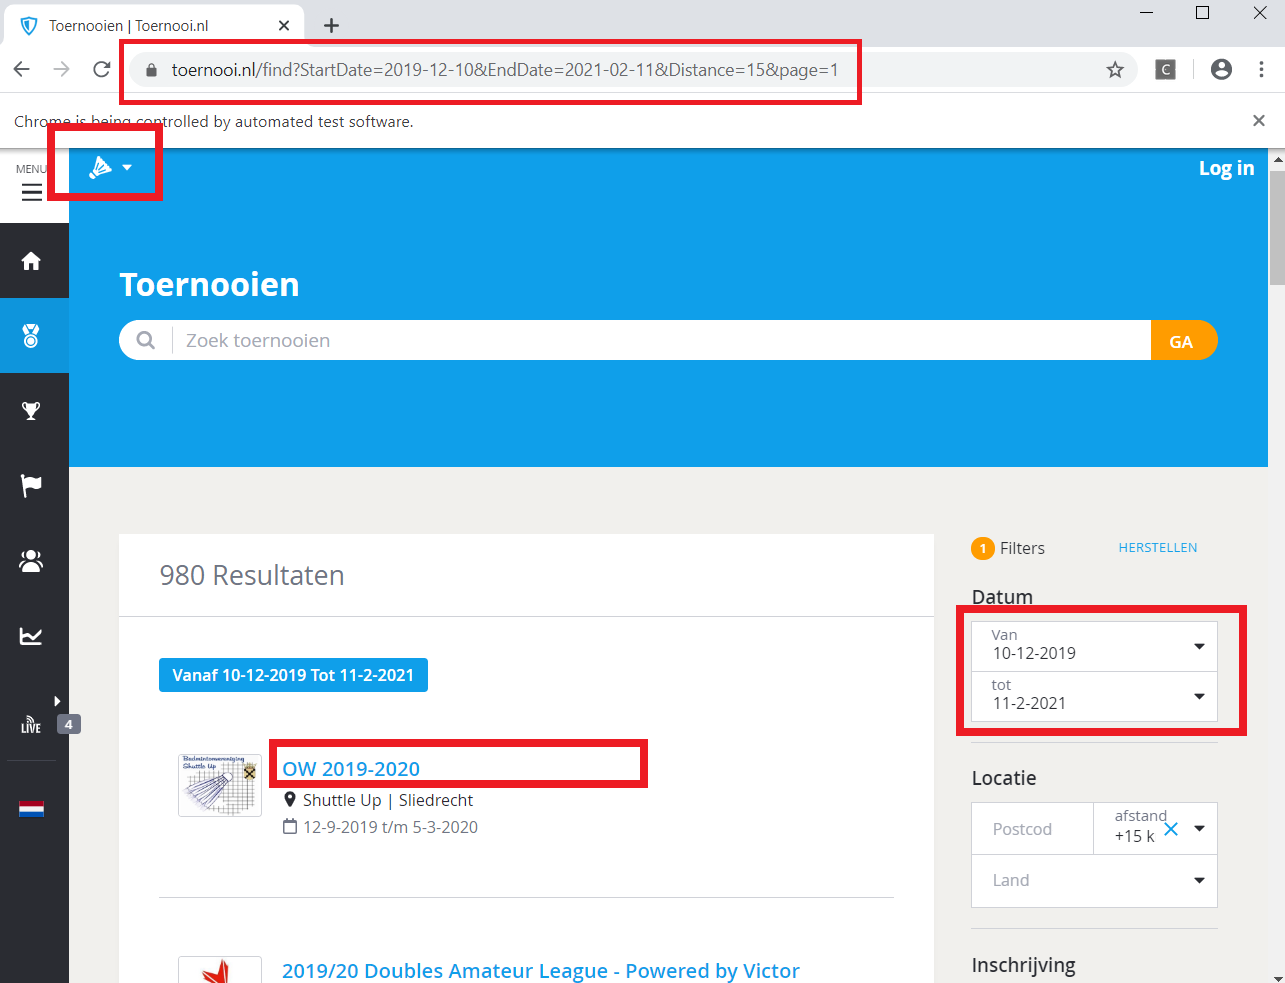 Toernooien | Toernooi.nl
toernooi.nl/find?StartDate=2019-12-10&EndDate=2021-02-11&Distance=15&page=1
C
Chrome is being controlled by automated test software.
MENU
Log in
Toernooien
Zoek toernooien
GA
980 Resultaten
1 Filters
HERSTELLEN
Datum
Van
10-12-2019
tot
11-2-2021
Vanaf 10-12-2019 Tot 11-2-2021
LIVE
4
Badmintonvereniging
Shuttle Up
OW 2019-2020
Shuttle Up | Sliedrecht
12-9-2019 t/m 5-3-2020
Locatie
Postcod
afstand
+15 k
Land
2019/20 Doubles Amateur League - Powered by Victor
Inschrijving